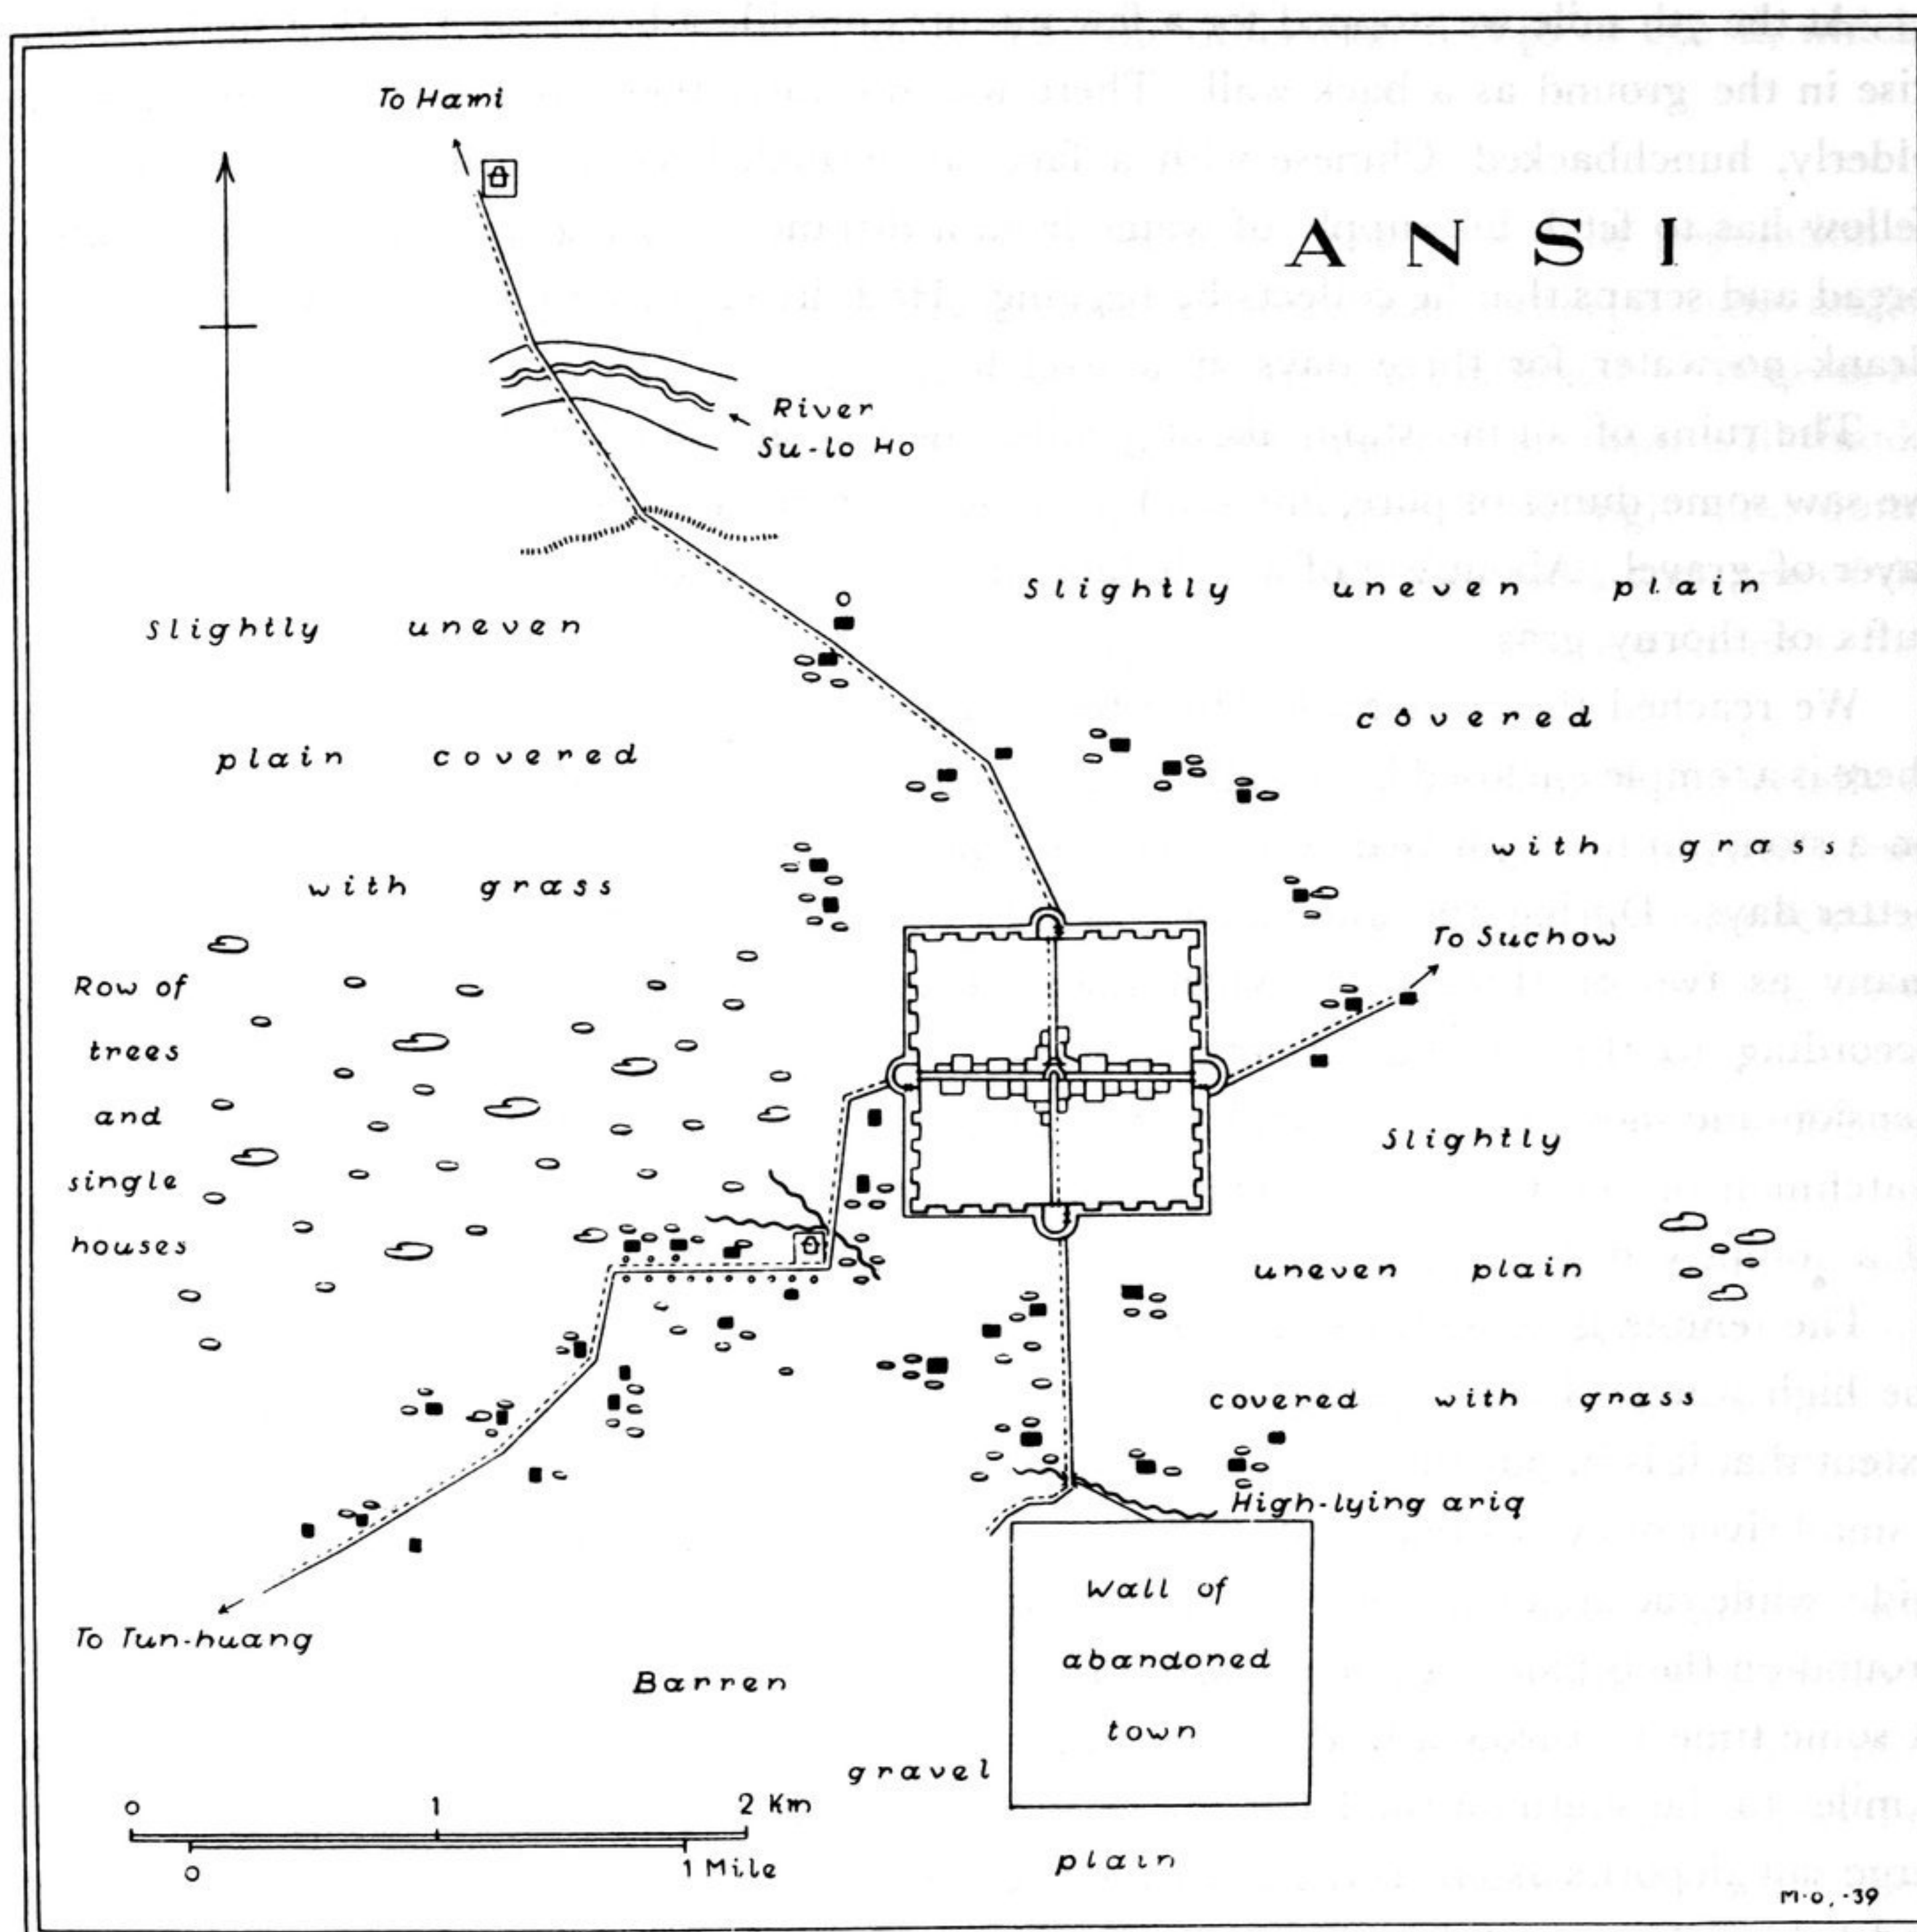 To Hami
ANSI
River
Su-lo Ho
Slightly uneven plain
covered
with grass
Slightly uneven
plain covered
with grass
To Suchow
Row of
trees
and
single
houses
Slightly
uneven plain
covered with grass
High-lying ariq
Wall of
abandoned
town
To Tun-huang
Barren
gravel
plain
0 1 2 Km
0 1 Mile
M.O.-39